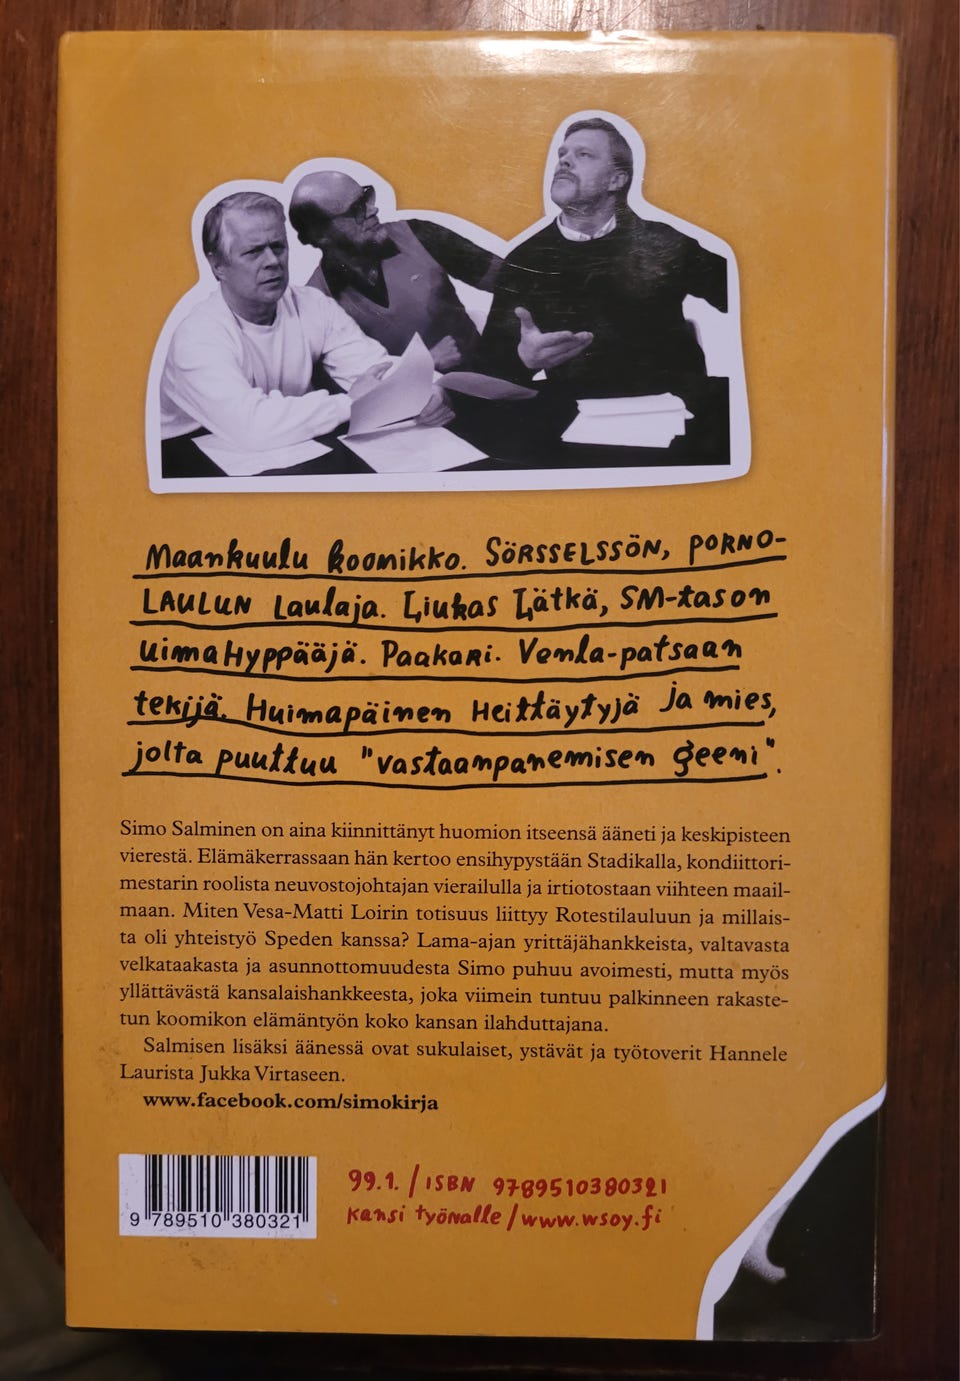 Maankuulu koomikko. SÖRSSELSSÖN, PORNO-
LAULUN Laulaja. Liukas Lätkä, SM-tason
uimaHyppääjä. Paakari. Venla-patsaan
tekijä. Huimapäinen Heittäytyjä ja mies,
jolta puuttuu "vastaanpanemisen geeni".
Simo Salminen on aina kiinnittänyt huomion itseensä ääneti ja keskipisteen
vierestä. Elämäkerrassaan hän kertoo ensihypystään Stadikalla, kondiittori-
mestarin roolista neuvostojohtajan vierailulla ja irtiotostaan viihteen maail-
maan. Miten Vesa-Matti Loirin totisuus liittyy Rotestilauluun ja millais-
ta oli yhteistyö Speden kanssa? Lama-ajan yrittäjähankkeista, valtavasta
velkataakasta ja asunnottomuudesta Simo puhuu avoimesti, mutta myös
yllättävästä kansalaishankkeesta, joka viimein tuntuu palkinneen rakaste-
tun koomikon elämäntyön koko kansan ilahduttajana.
Salmisen lisäksi äänessä ovat sukulaiset, ystävät ja työtoverit Hannele
Laurista Jukka Virtaseen.
www.facebook.com/simokirja
99.1. / ISBN 9789510380321
kansi työnalle / www.wsoy.fi
9 789510 380321